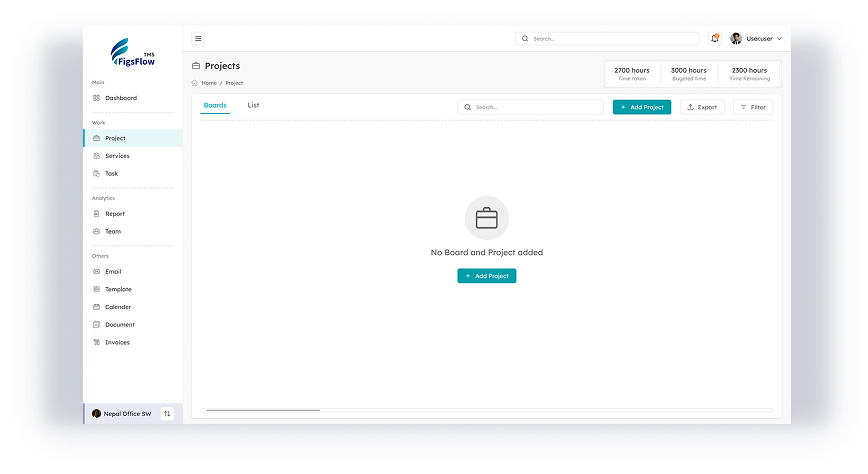 TMS
FigsFlow
Main
Dashboard
Work
Project
Services
Task
Analytics
Report
Team
Others
Email
Template
Calender
Document
Invoices
Nepal Office SW
Search...
User.user
Projects
Home / Project
2700 hours
Time taken
3000 hours
Bugeted time
2300 hours
Time Remaining
Boards
List
Search...
+ Add Project
Export
Filter
No Board and Project added
+ Add Project